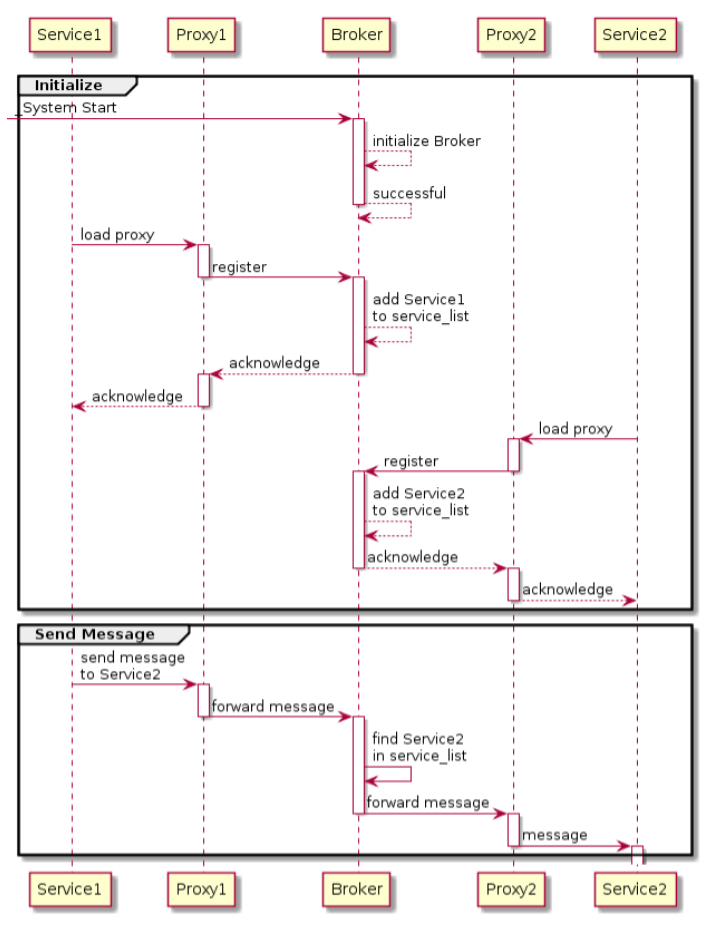 Service1 Proxy1 Broker Proxy2 Service2
Initialize
_System Start
initialize Broker
successful
load proxy
register
add Service1
to service_list
acknowledge
acknowledge
load proxy
register
add Service2
to service_list
acknowledge
acknowledge
Send Message
send message
to Service2
forward message
find Service2
in service_list
forward message
message
Service1 Proxy1 Broker Proxy2 Service2